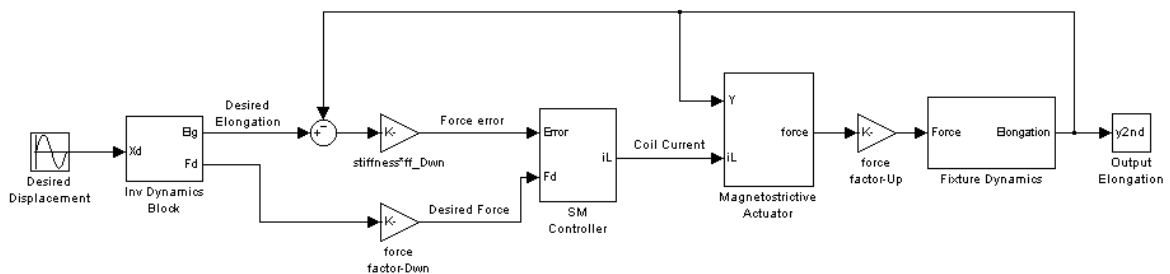 Desired
Displacement
Xd
Elg
Fd
Inv Dynamics
Block
Desired
Elongation
K-
stiffness*ff_Dwn
K-
force
factor-Dwn
Force error
Desired Force
Error
Fd
iL
SM
Controller
Coil Current
Y
iL
force
Magnetostrictive
Actuator
K-
force
factor-Up
Force
Elongation
Fixture Dynamics
y2nd
Output
Elongation